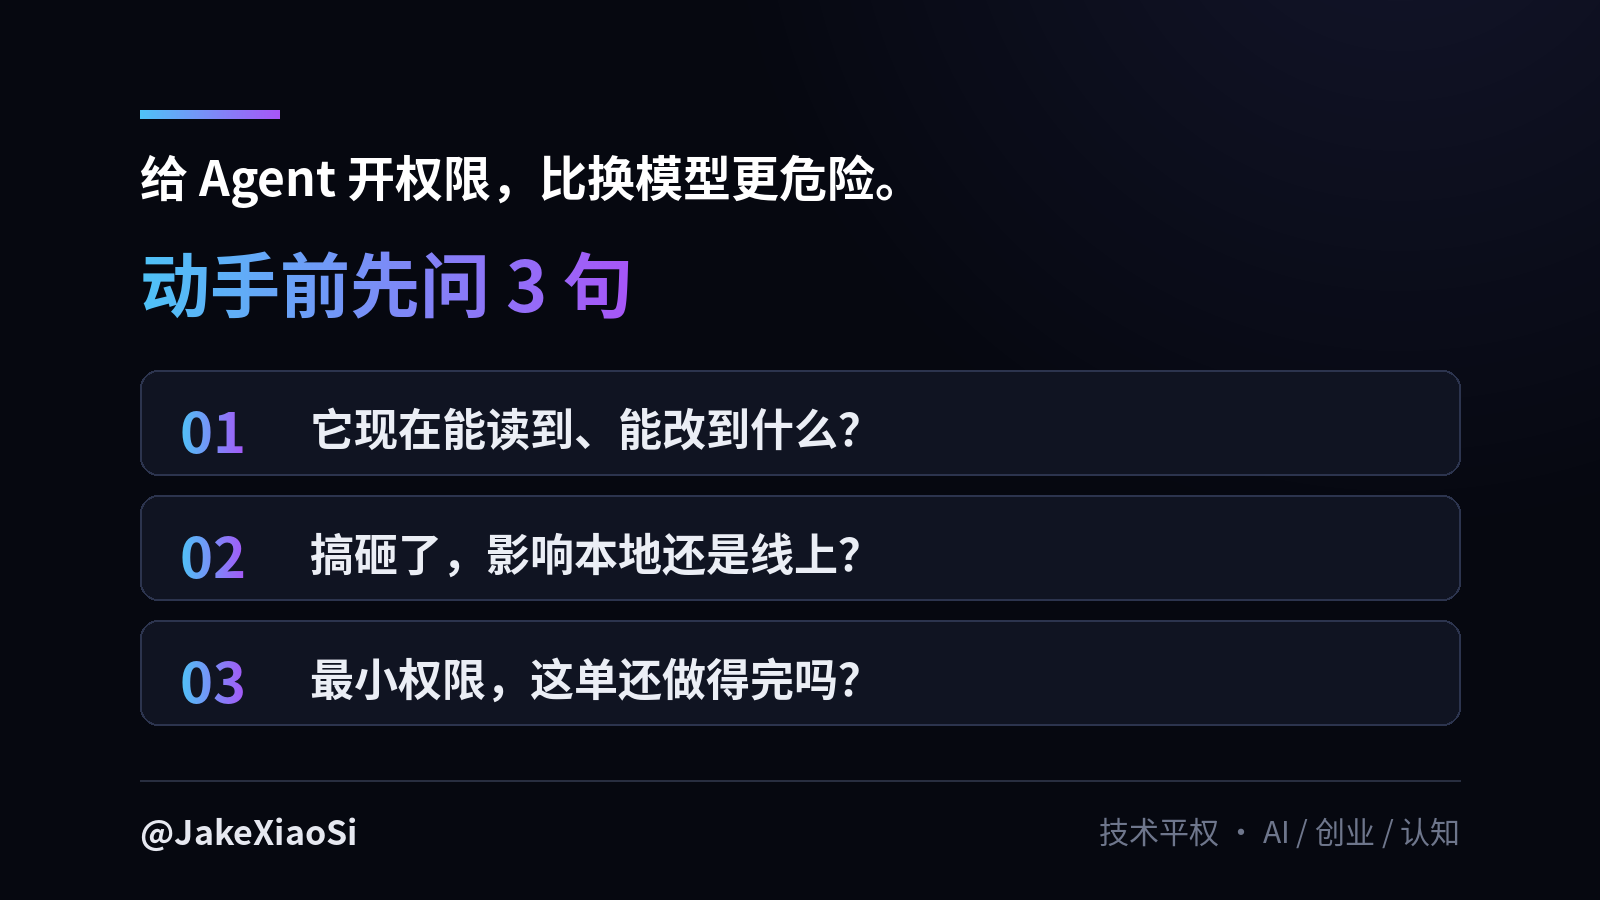 给 Agent 开权限，比换模型更危险。
动手前先问 3 句
01 它现在能读到、能改到什么？
02 搞砸了，影响本地还是线上？
03 最小权限，这单还做得完吗？
@JakeXiaoSi
技术平权 · AI / 创业 / 认知